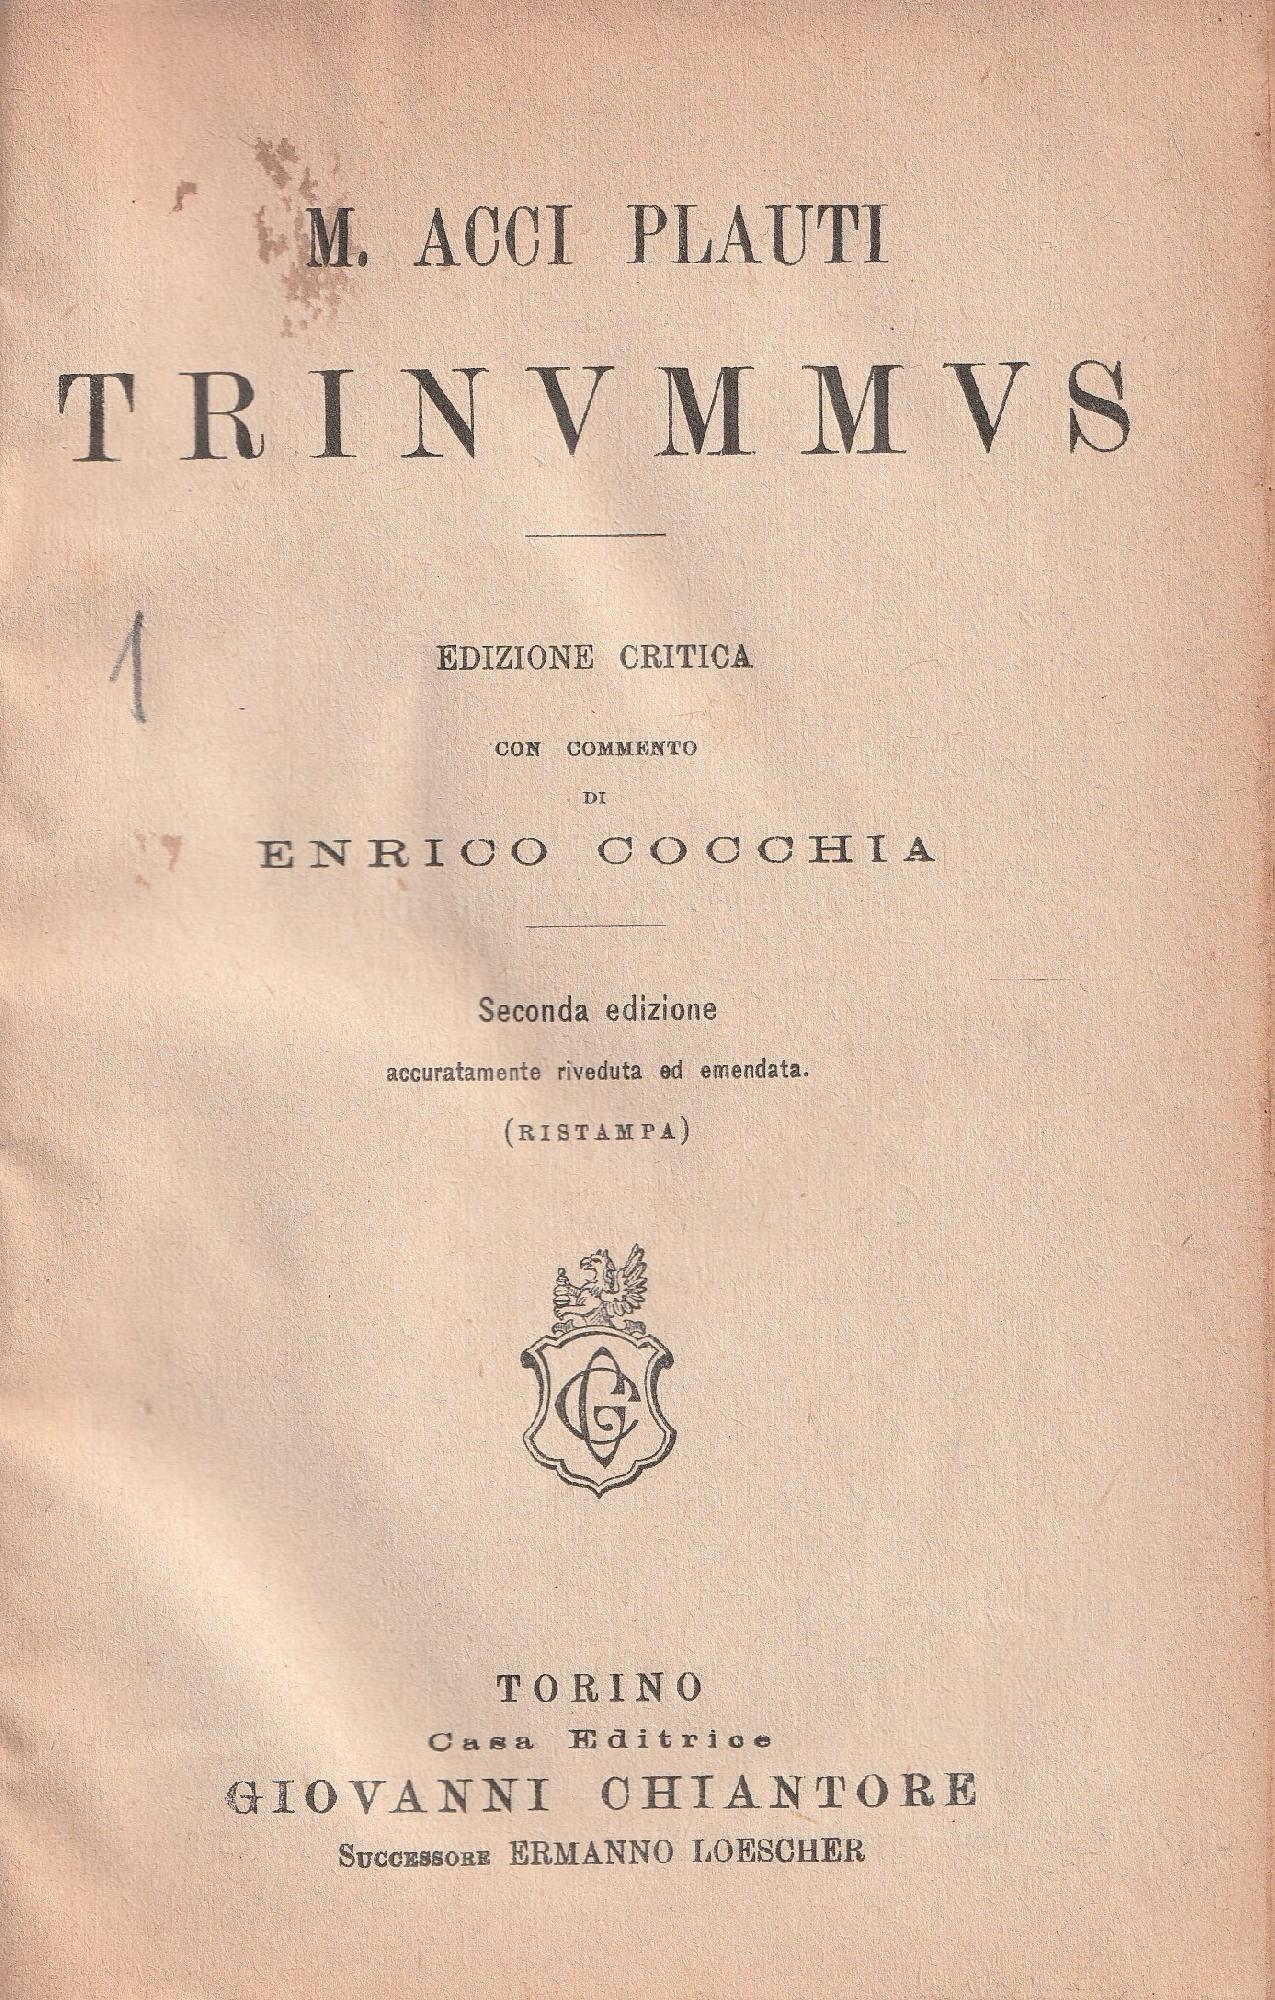 M. ACCI PLAUTI
TRINVMMVS
1
EDIZIONE CRITICA
CON COMMENTO
DI
ENRICO COCCHIA
Seconda edizione
accuratamente riveduta ed emendata.
(RISTAMPA)
GC
TORINO
Casa Editrice
GIOVANNI CHIANTORE
SUCCESSORE ERMANNO LOESCHER